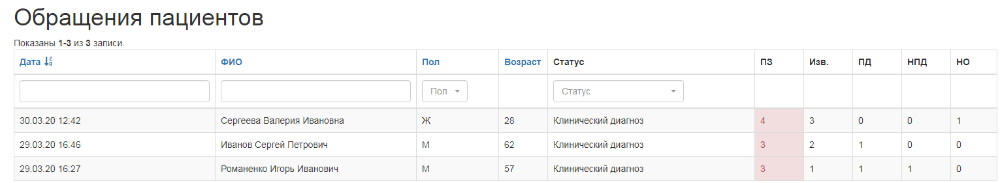 Обращения пациентов
Показаны 1-3 из 3 записи.
Дата ФИО Пол Возраст Статус ПЗ Изв. ПД НПД НО
Пол Статус
30.03.20 12:42 Сергеева Валерия Ивановна Ж 28 Клинический диагноз 4 3 0 0 1
29.03.20 16:46 Иванов Сергей Петрович М 62 Клинический диагноз 3 2 1 0 0
29.03.20 16:27 Романенко Игорь Иванович М 57 Клинический диагноз 3 1 1 1 0